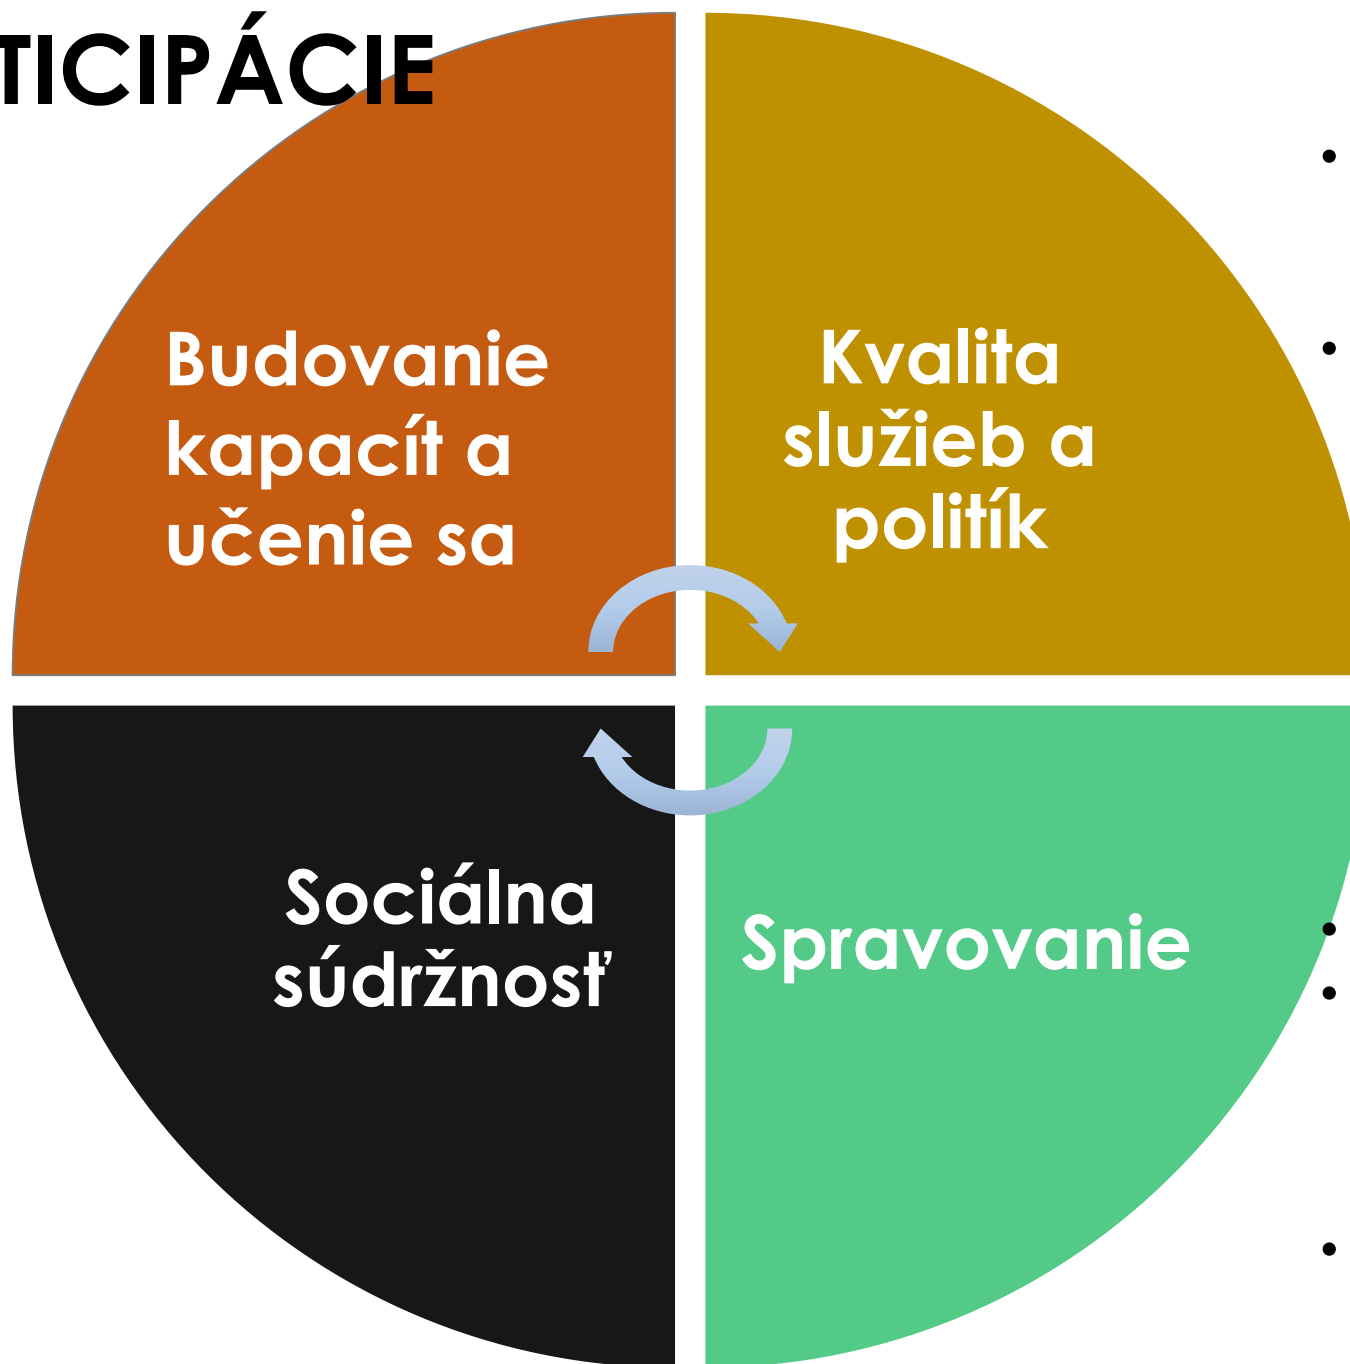 TICIPÁCIE
Budovanie
kapacít a
učenie sa
Kvalita
služieb a
politík
Sociálna
súdržnosť
Spravovanie